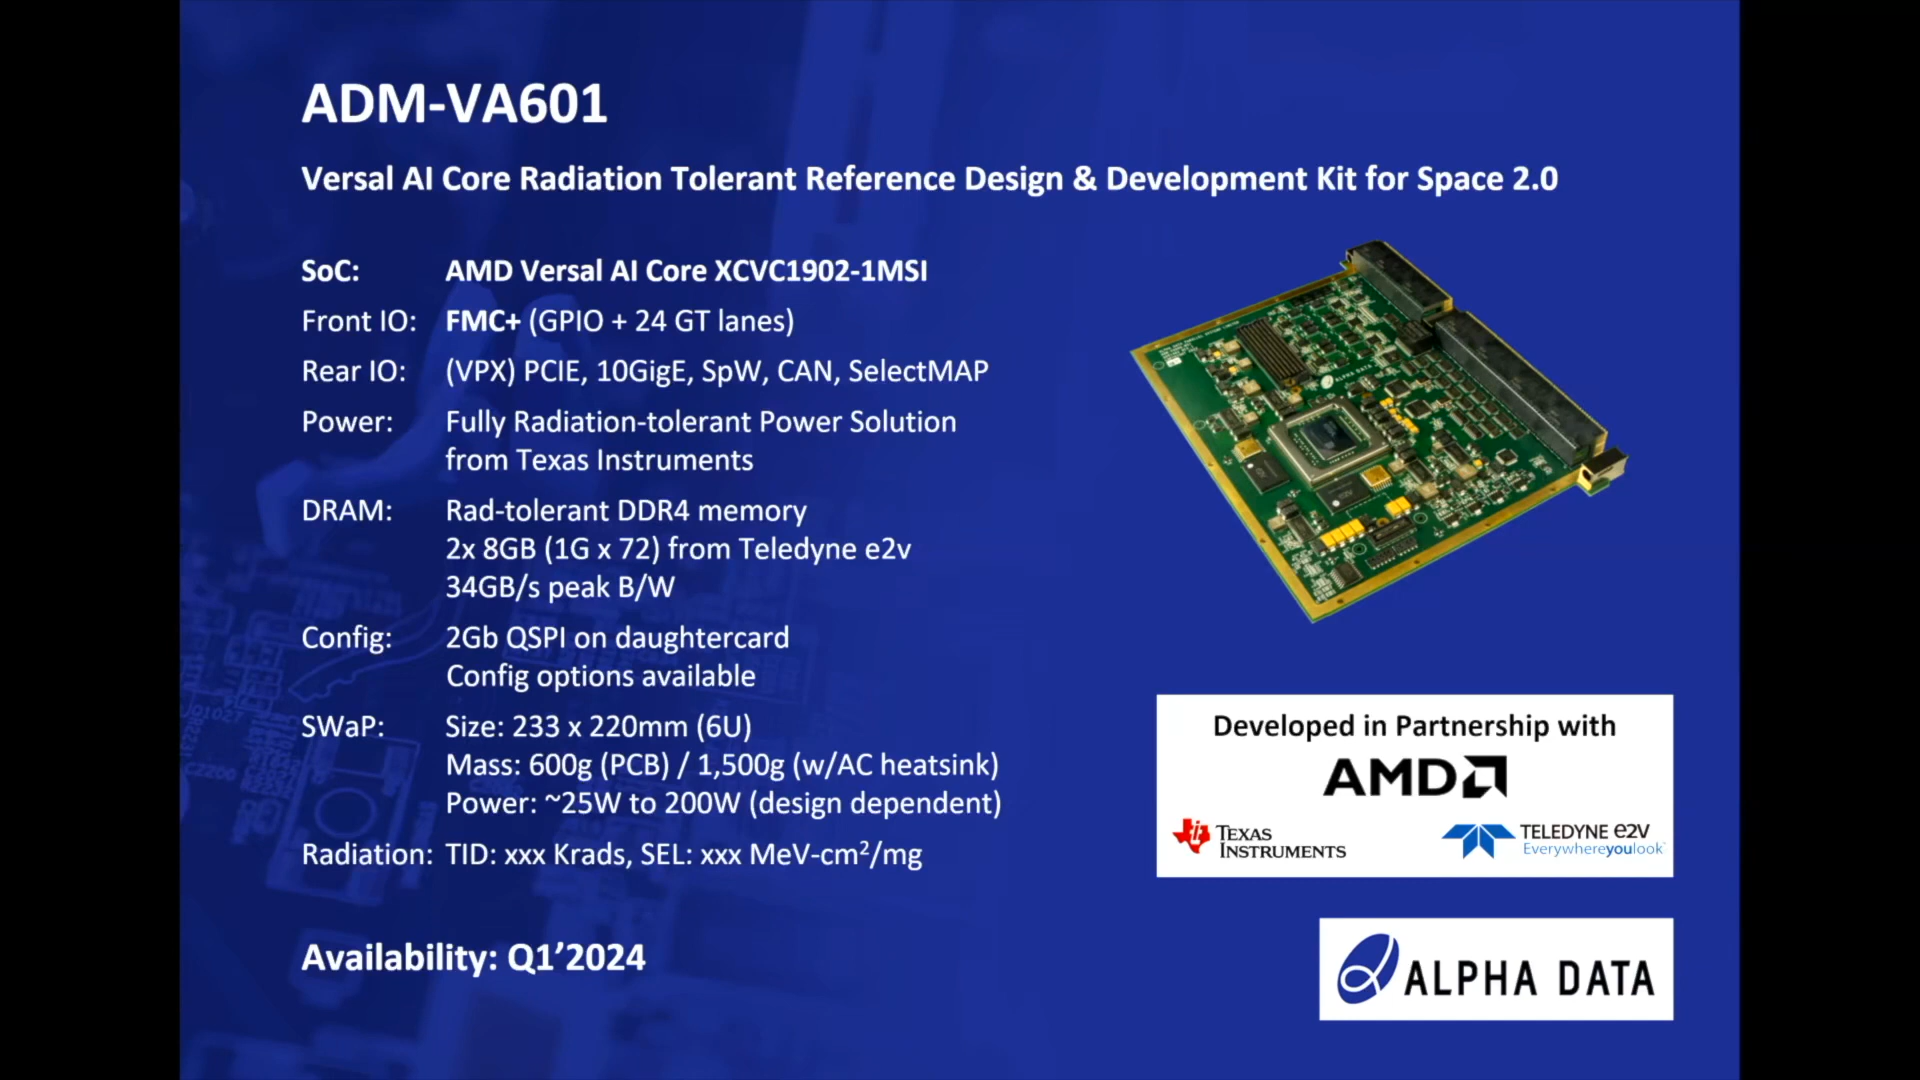 ADM-VA601
Versal AI Core Radiation Tolerant Reference Design & Development Kit for Space 2.0
SoC: AMD Versal AI Core XCVC1902-1MSI
Front IO: FMC+ (GPIO + 24 GT lanes)
Rear IO: (VPX) PCIE, 10GigE, SpW, CAN, SelectMAP
Power: Fully Radiation-tolerant Power Solution
from Texas Instruments
DRAM: Rad-tolerant DDR4 memory
2x 8GB (1G x 72) from Teledyne e2v
34GB/s peak B/W
Config: 2Gb QSPI on daughtercard
Config options available
SWaP: Size: 233 x 220mm (6U)
Mass: 600g (PCB) / 1,500g (w/AC heatsink)
Power: ~25W to 200W (design dependent)
Radiation: TID: xxx Krads, SEL: xxx MeV-cm²/mg
Availability: Q1’2024
ALPHA DATA
Developed in Partnership with
AMD
TEXAS
INSTRUMENTS
TELEDYNE e2v
Everywhereyoulook
ALPHA DATA
C2200